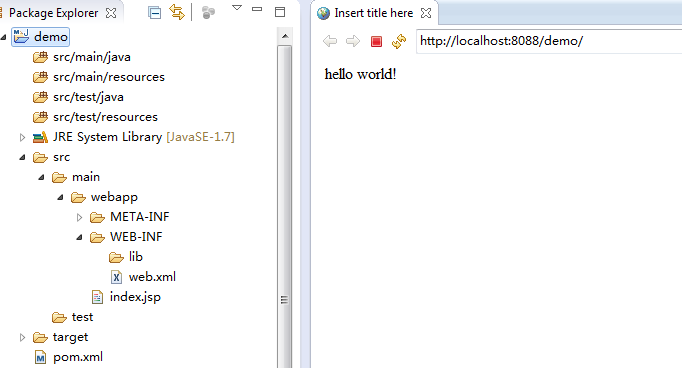 Package Explorer
demo
src/main/java
src/main/resources
src/test/java
src/test/resources
JRE System Library [JavaSE-1.7]
src
main
webapp
META-INF
WEB-INF
lib
web.xml
index.jsp
test
target
pom.xml
Insert title here
http://localhost:8088/demo/
hello world!